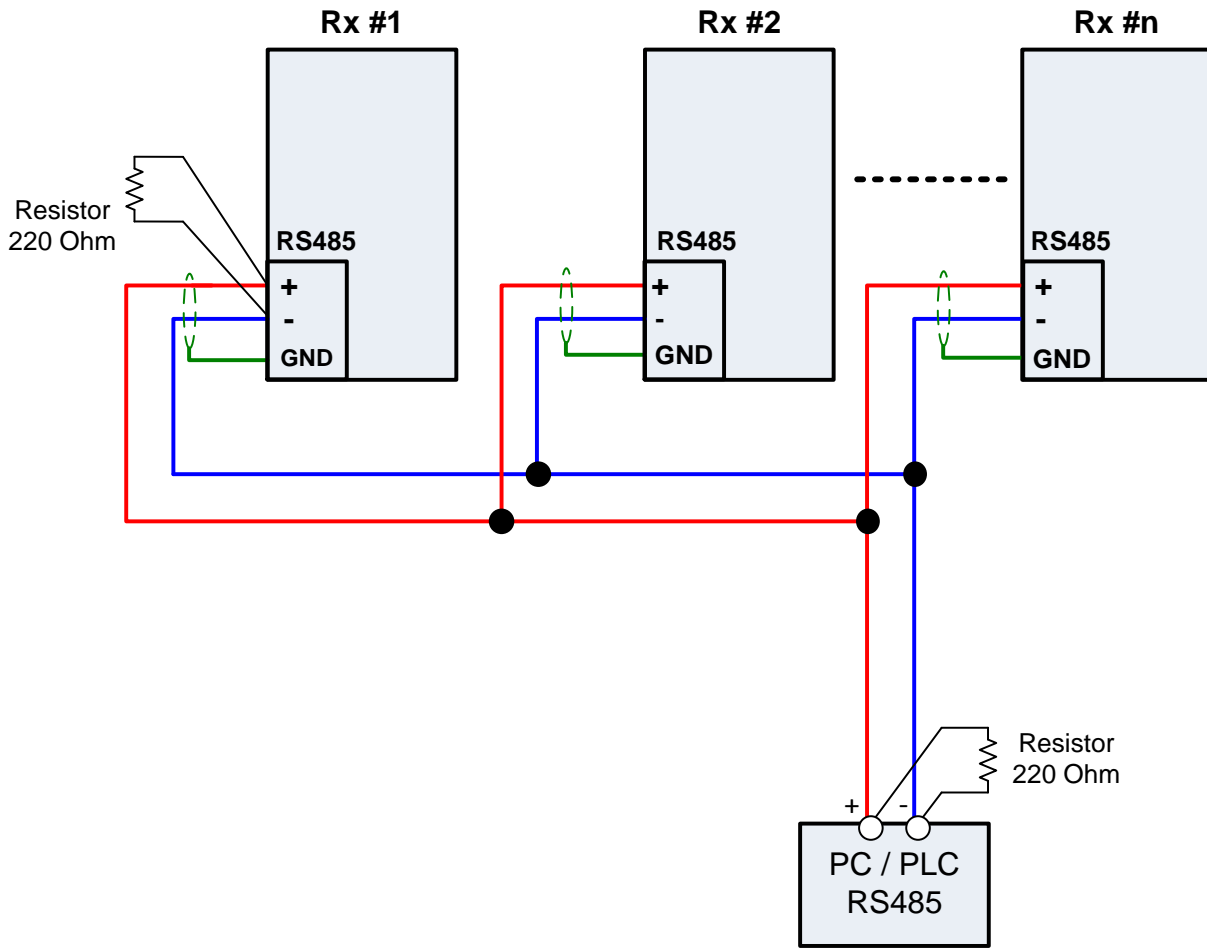 Rx #1
Rx #2
Rx #n
Resistor
220 Ohm
RS485
+
-
GND
RS485
+
-
GND
RS485
+
-
GND
Resistor
220 Ohm
+ -
PC / PLC
RS485